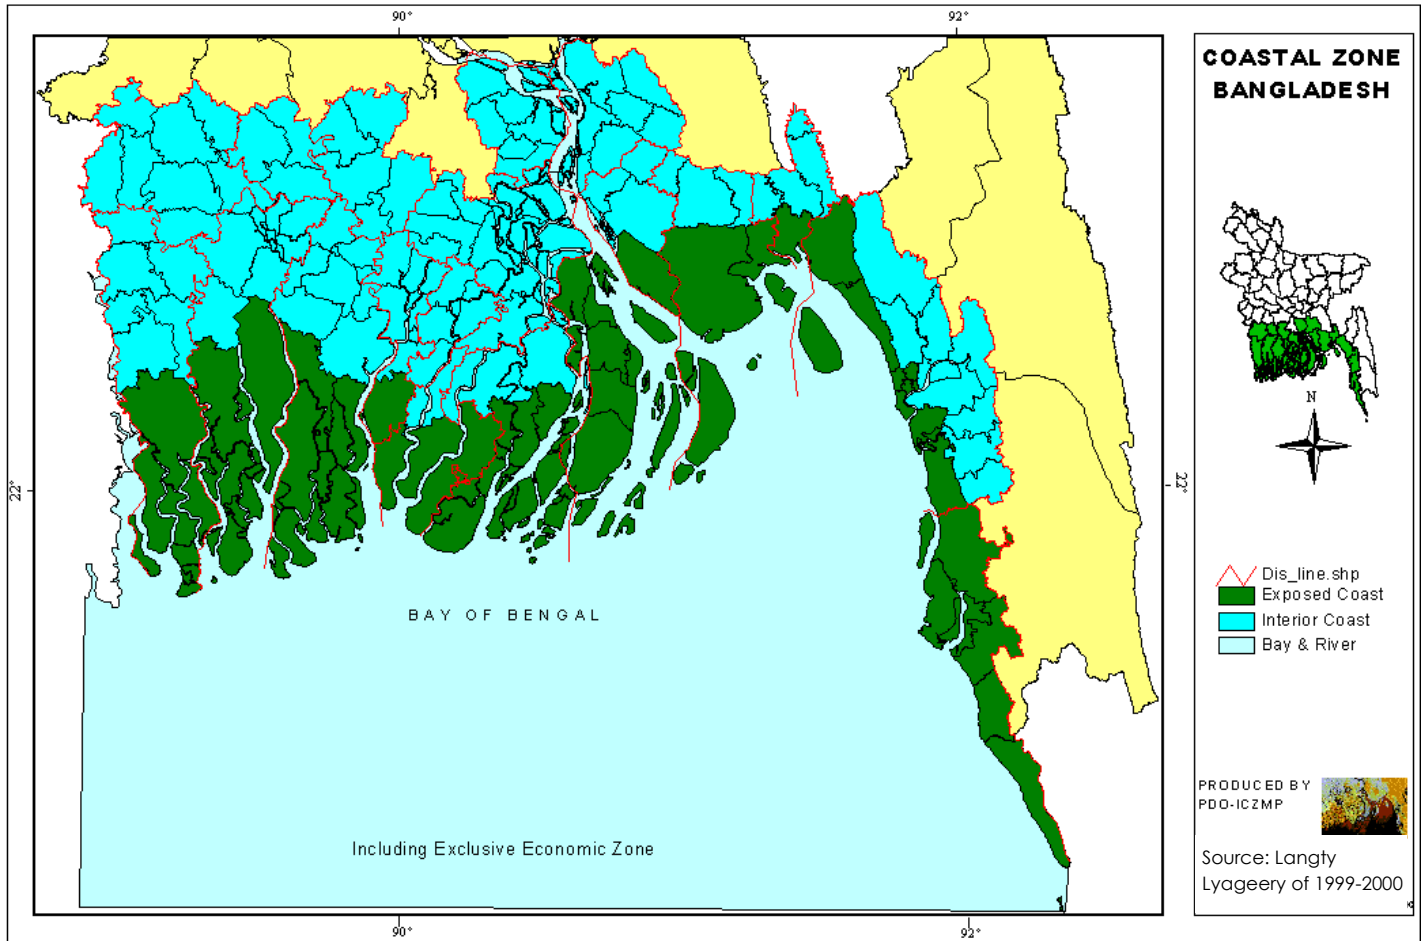 90°
92°
COASTAL ZONE
BANGLADESH
N
22°
22°
Dis_line.shp
Exposed Coast
BAY OF BENGAL
Interior Coast
Bay & River
PRODUCED BY
PDO-ICZMP
Including Exclusive Economic Zone
Source: Langty
Lyageery of 1999-2000
90°
92°